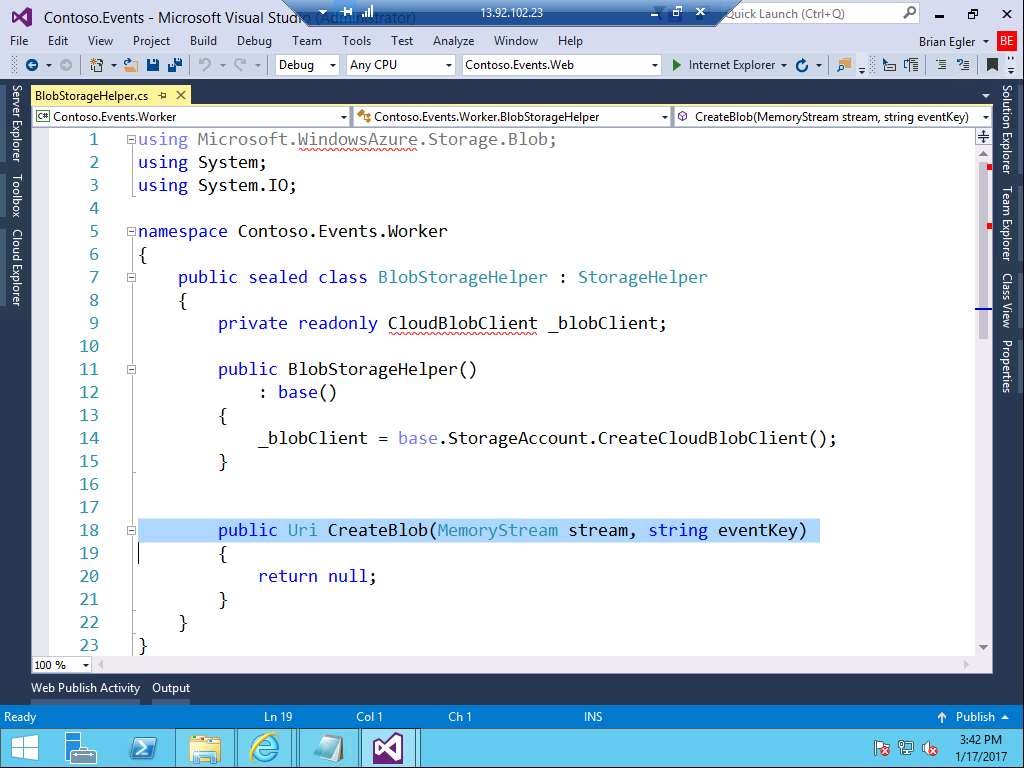 Contoso.Events - Microsoft Visual Studio (Administrator)
13.92.102.23
Quick Launch (Ctrl+Q)
File Edit View Project Build Debug Team Tools Test Analyze Window Help
Brian Egler BE
Debug Any CPU Contoso.Events.Web Internet Explorer
BlobStorageHelper.cs
C# Contoso.Events.Worker Contoso.Events.Worker.BlobStorageHelper CreateBlob(MemoryStream stream, string eventKey)
Server Explorer
Toolbox
Cloud Explorer
1 using Microsoft.WindowsAzure.Storage.Blob;
2 using System;
3 using System.IO;
4
5 namespace Contoso.Events.Worker
6 {
7 public sealed class BlobStorageHelper : StorageHelper
8 {
9 private readonly CloudBlobClient _blobClient;
10
11 public BlobStorageHelper()
12 : base()
13 {
14 _blobClient = base.StorageAccount.CreateCloudBlobClient();
15 }
16
17
18 public Uri CreateBlob(MemoryStream stream, string eventKey)
19 {
20 return null;
21 }
22 }
23 }
Solution Explorer
Team Explorer
Class View
Properties
100 %
Web Publish Activity Output
Ready Ln 19 Col 1 Ch 1 INS Publish
3:42 PM
1/17/2017